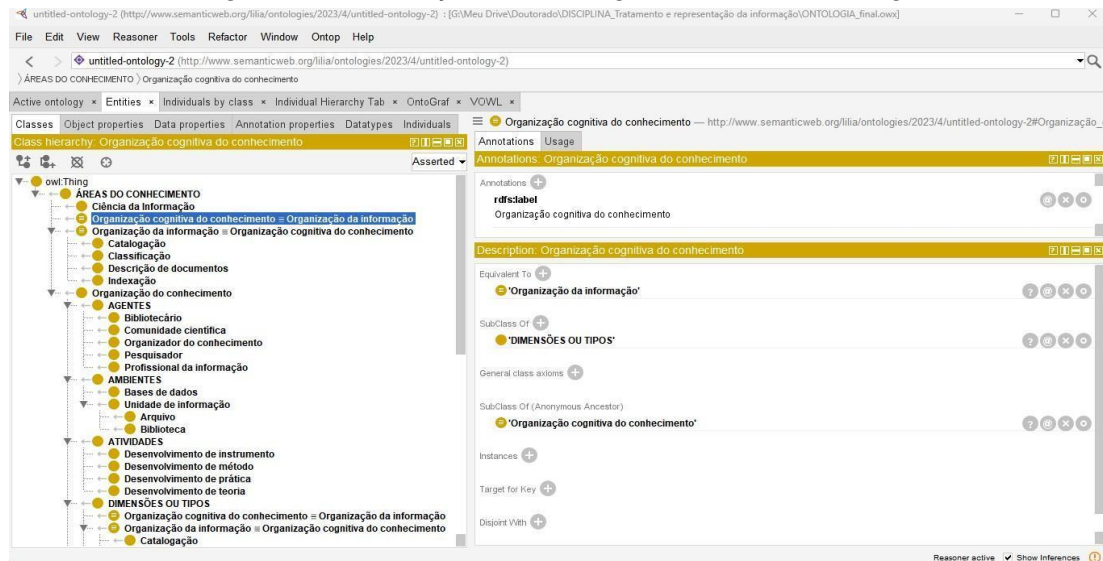 untitled-ontology-2 (http://www.semanticweb.org/lilia/ontologies/2023/4/untitled-ontology-2) : [G:\Meu Drive\Doutorado\DISCIPLINA_Tratamento e representação da informação\ONTOLOGIA_final.owx]
File Edit View Reasoner Tools Refactor Window Ontop Help
untitled-ontology-2 (http://www.semanticweb.org/lilia/ontologies/2023/4/untitled-ontology-2)
ÁREAS DO CONHECIMENTO Organização cognitiva do conhecimento
Active ontology × Entities × Individuals by class × Individual Hierarchy Tab × OntoGraf × VOWL ×
Classes Object properties Data properties Annotation properties Datatypes Individuals
Class hierarchy: Organização cognitiva do conhecimento
Asserted
owl:Thing
ÁREAS DO CONHECIMENTO
Ciência da Informação
Organização cognitiva do conhecimento ≡ Organização da informação
Organização da informação ≡ Organização cognitiva do conhecimento
Catalogação
Classificação
Descrição de documentos
Indexação
Organização do conhecimento
AGENTES
Bibliotecário
Comunidade científica
Organizador do conhecimento
Pesquisador
Profissional da informação
AMBIENTES
Bases de dados
Unidade de informação
Arquivo
Biblioteca
ATIVIDADES
Desenvolvimento de instrumento
Desenvolvimento de método
Desenvolvimento de prática
Desenvolvimento de teoria
DIMENSÕES OU TIPOS
Organização cognitiva do conhecimento ≡ Organização da informação
Organização da informação ≡ Organização cognitiva do conhecimento
Catalogação
Organização cognitiva do conhecimento — http://www.semanticweb.org/lilia/ontologies/2023/4/untitled-ontology-2#Organização_
Annotations Usage
Annotations: Organização cognitiva do conhecimento
Annotations
rdfs:label
Organização cognitiva do conhecimento
Description: Organização cognitiva do conhecimento
Equivalent To
'Organização da informação'
SubClass Of
'DIMENSÕES OU TIPOS'
General class axioms
SubClass Of (Anonymous Ancestor)
'Organização cognitiva do conhecimento'
Instances
Target for Key
Disjoint With
Reasoner active Show Inferences